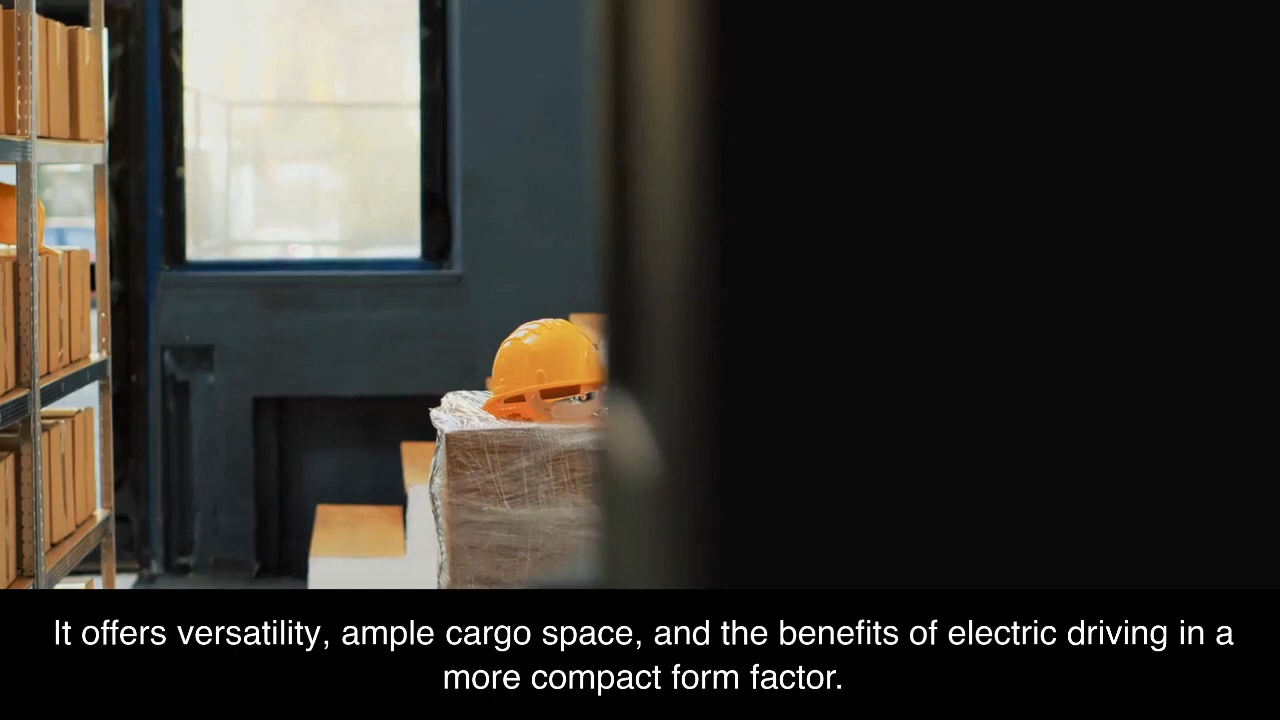 It offers versatility, ample cargo space, and the benefits of electric driving in a
more compact form factor.